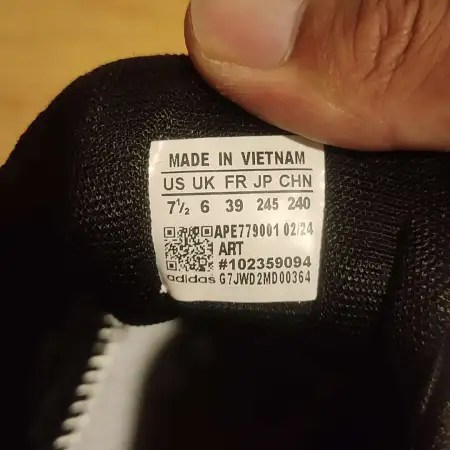 MADE IN VIETNAM
US UK FR JP CHN
7½ 6 39 245 240
APE779001 02/24
ART
#102359094
adidas G7JWD2MD00364